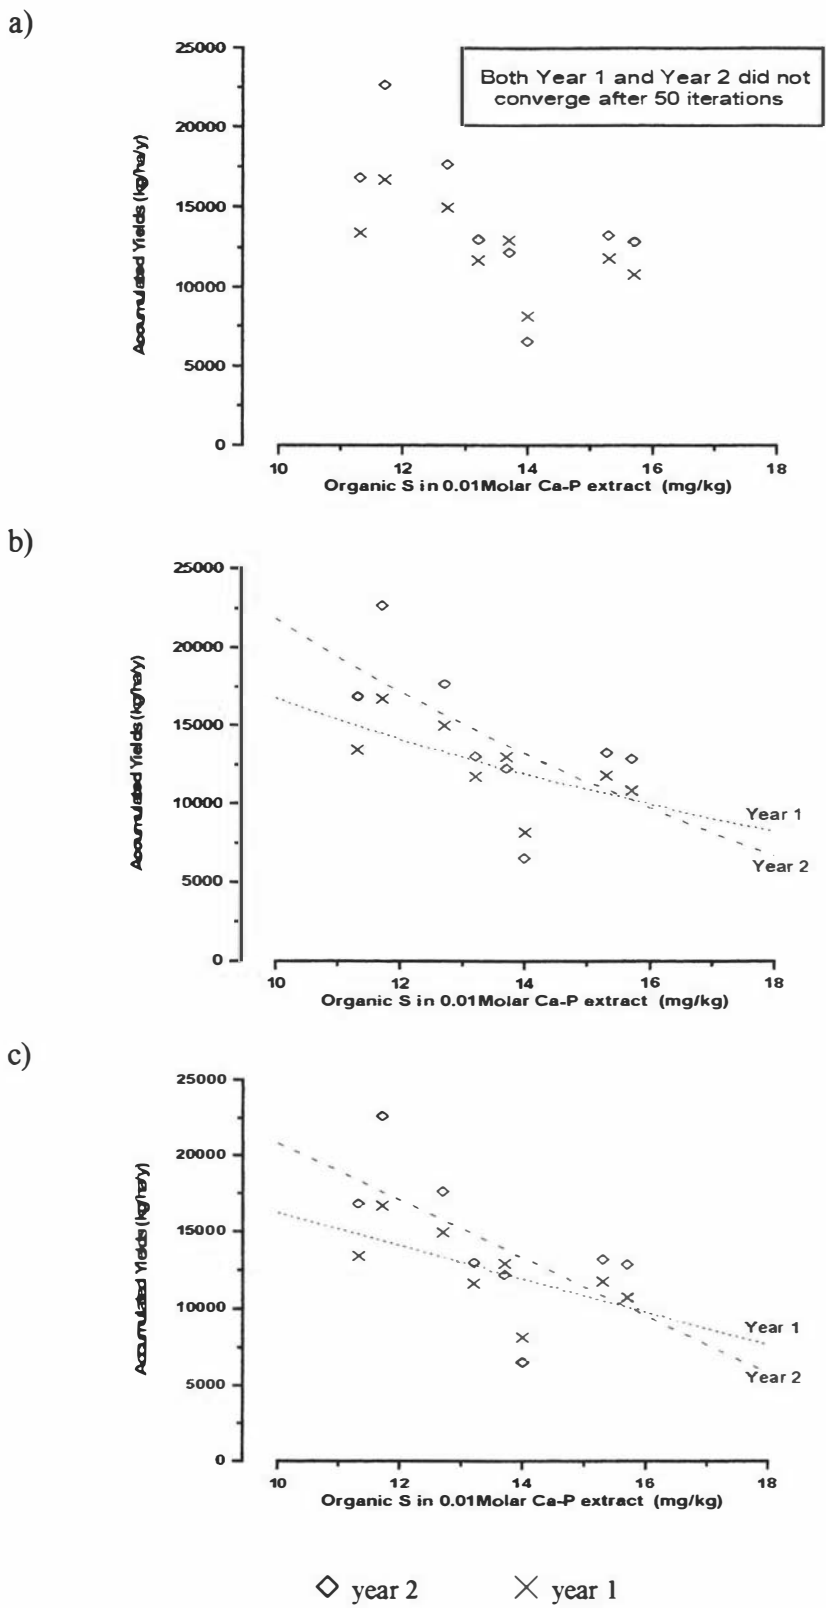 a)
25000
20000
15000
10000
5000
0
Accumulated Yields (kg/ha/y)
Both Year 1 and Year 2 did not
converge after 50 iterations
10 12 14 16 18
Organic S in 0.01Molar Ca-P extract (mg/kg)
b)
25000
20000
15000
10000
5000
0
Accumulated Yields (kg/ha/y)
Year 1
Year 2
10 12 14 16 18
Organic S in 0.01Molar Ca-P extract (mg/kg)
c)
25000
20000
15000
10000
5000
0
Accumulated Yields (kg/ha/y)
Year 1
Year 2
10 12 14 16 18
Organic S in 0.01Molar Ca-P extract (mg/kg)
year 2 year 1